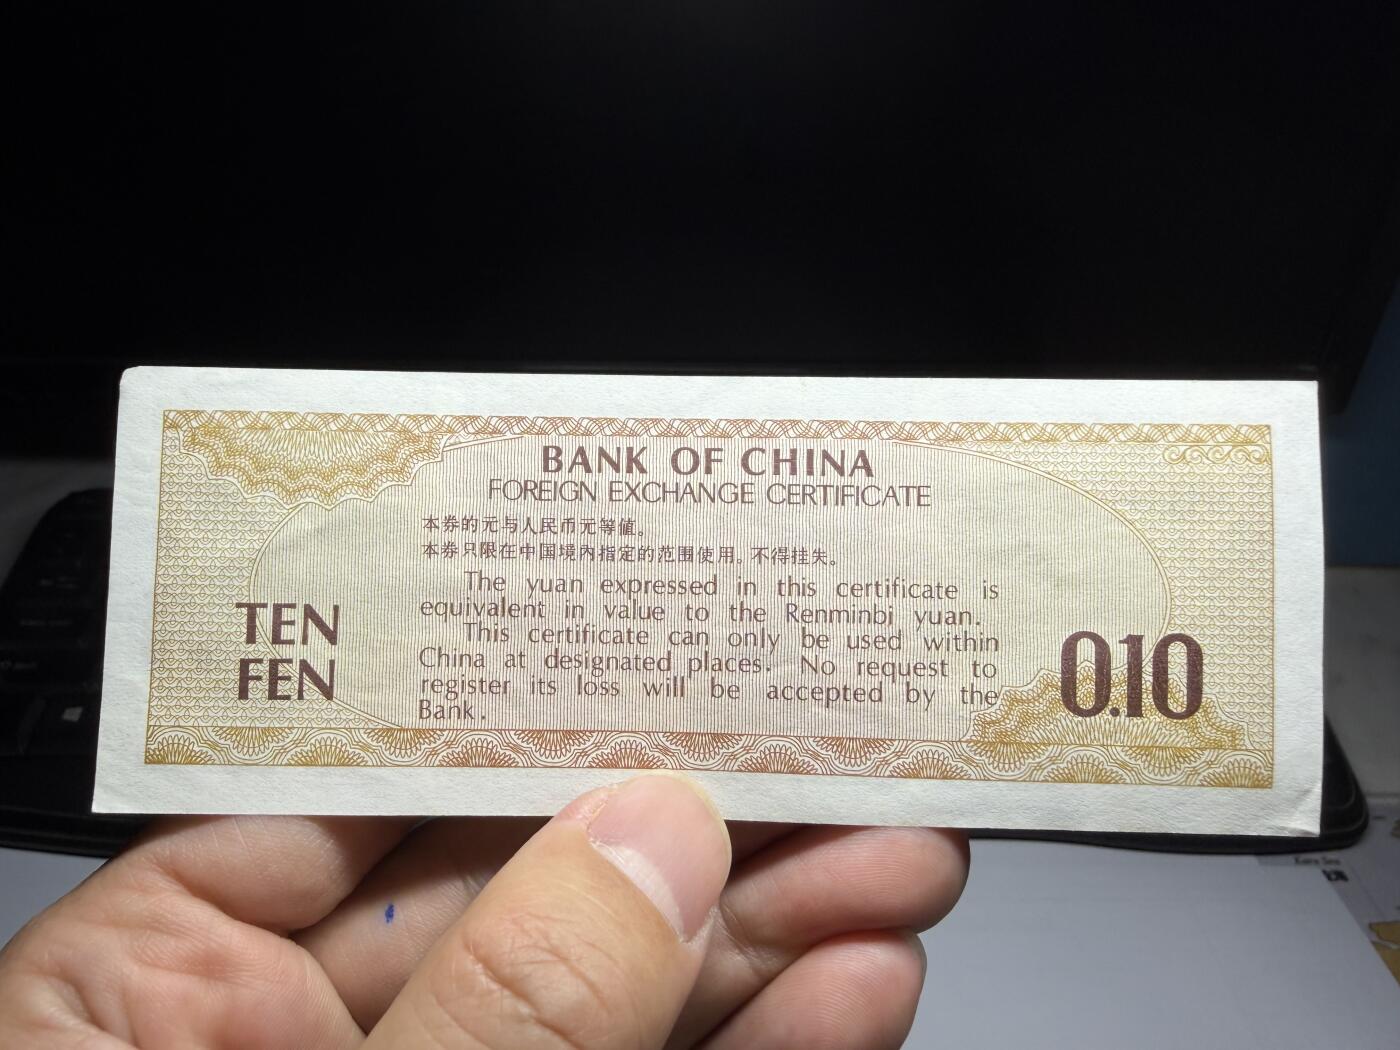 BANK OF CHINA
FOREIGN EXCHANGE CERTIFICATE
本券的元与人民币元等値。
本券只限在中国境内指定的范围使用。不得挂失。
The yuan expressed in this certificate is
equivalent in value to the Renminbi yuan.
This certificate can only be used within
China at designated places. No request to
register its loss will be accepted by the
Bank.
TEN
FEN
0.10